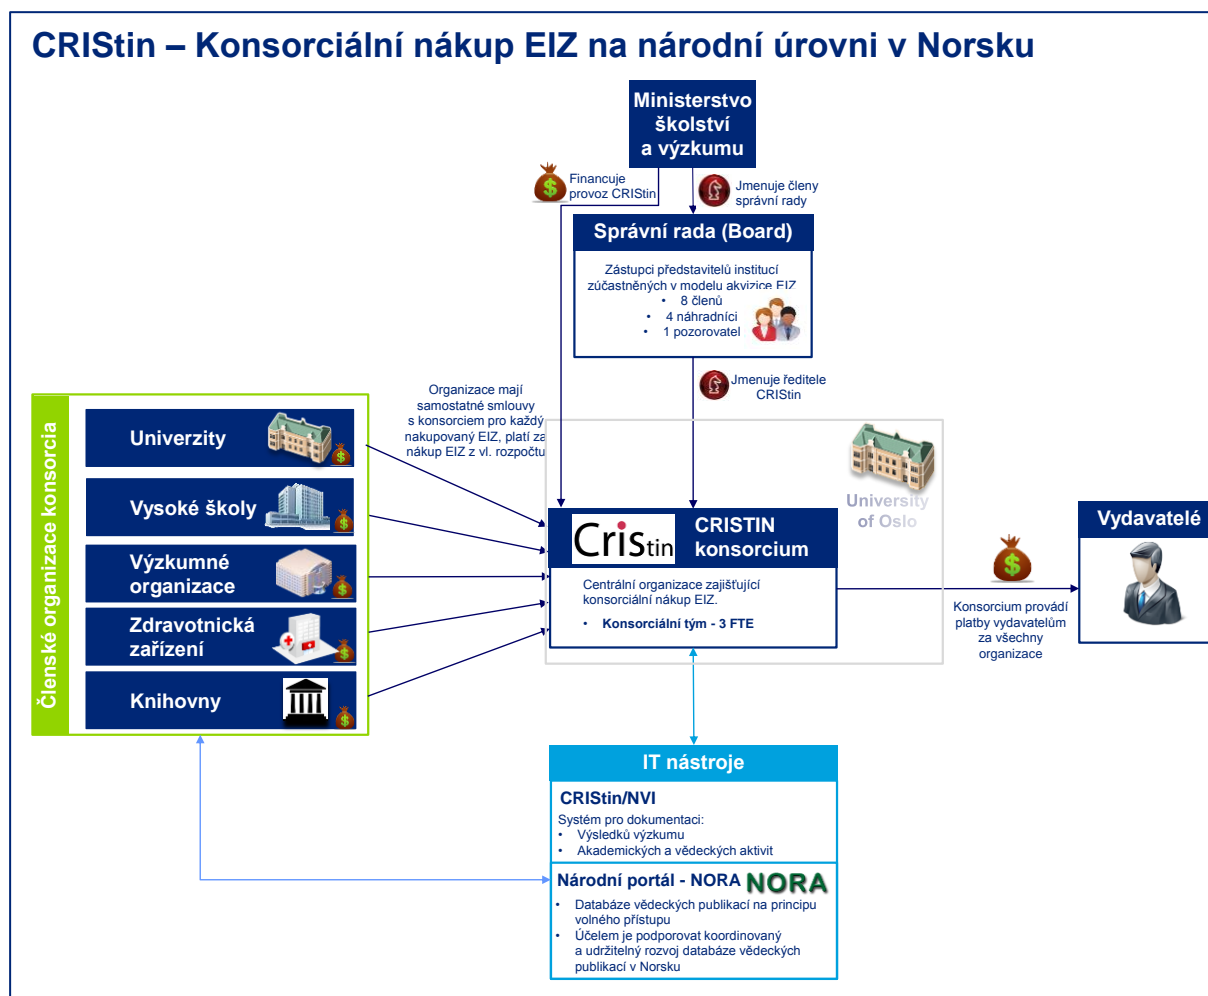 CRIStin – Konsorciální nákup EIZ na národní úrovni v Norsku
Ministerstvo
školství
a výzkumu
Financuje
provoz CRIStin
Jmenuje členy
správní rady
Správní rada (Board)
Zástupci představitelů institucí
zúčastněných v modelu akvizice EIZ
• 8 členů
• 4 náhradníci
• 1 pozorovatel
Jmenuje ředitele
CRIStin
Organizace mají
samostatné smlouvy
s konsorciem pro každý
nakupovaný EIZ, platí za
nákup EIZ z vl. rozpočtu
Členské organizace konsorcia
Univerzity
Vysoké školy
Výzkumné
organizace
Zdravotnická
zařízení
Knihovny
University
of Oslo
Cristin
CRISTIN
konsorcium
Centrální organizace zajišťující
konsorciální nákup EIZ.
• Konsorciální tým - 3 FTE
Konsorcium provádí
platby vydavatelům
za všechny
organizace
Vydavatelé
IT nástroje
CRIStin/NVI
Systém pro dokumentaci:
• Výsledků výzkumu
• Akademických a vědeckých aktivit
Národní portál - NORA NORA
• Databáze vědeckých publikací na principu
volného přístupu
• Účelem je podporovat koordinovaný
a udržitelný rozvoj databáze vědeckých
publikací v Norsku